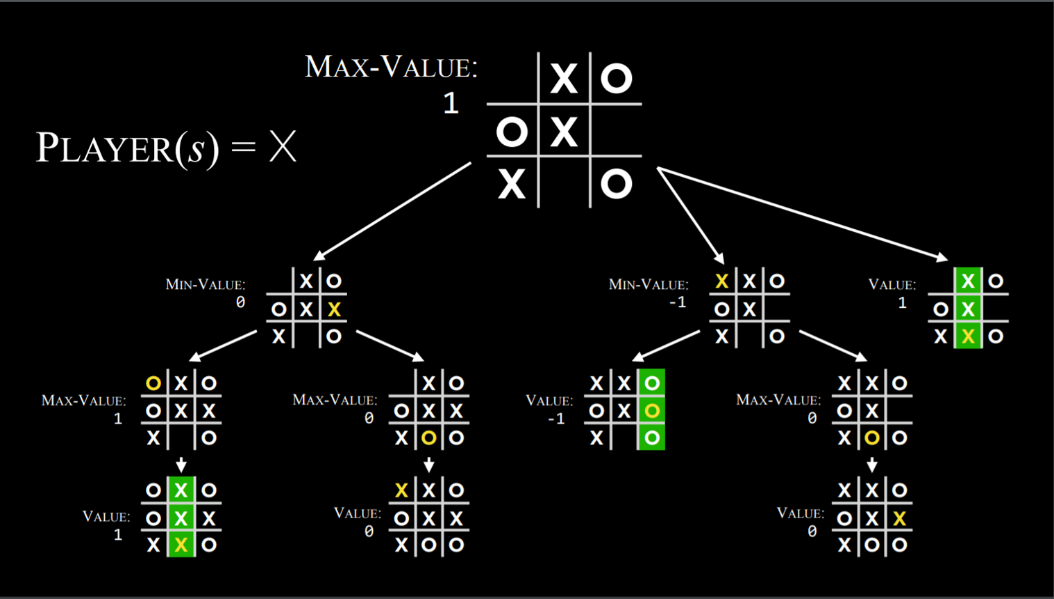 MAX-VALUE:
1
X O
O X
X O
PLAYER(s) = X
MIN-VALUE:
0
X O
O X X
X O
MIN-VALUE:
-1
X X O
O X
X O
VALUE:
1
X O
O X
X X O
MAX-VALUE:
1
O X O
O X X
X O
MAX-VALUE:
0
X O
O X X
X O O
VALUE:
-1
X X O
O X O
X O
MAX-VALUE:
0
X X O
O X
X O O
VALUE:
1
O X O
O X X
X X O
VALUE:
0
X X O
O X X
X O O
VALUE:
0
X X O
O X X
X O O